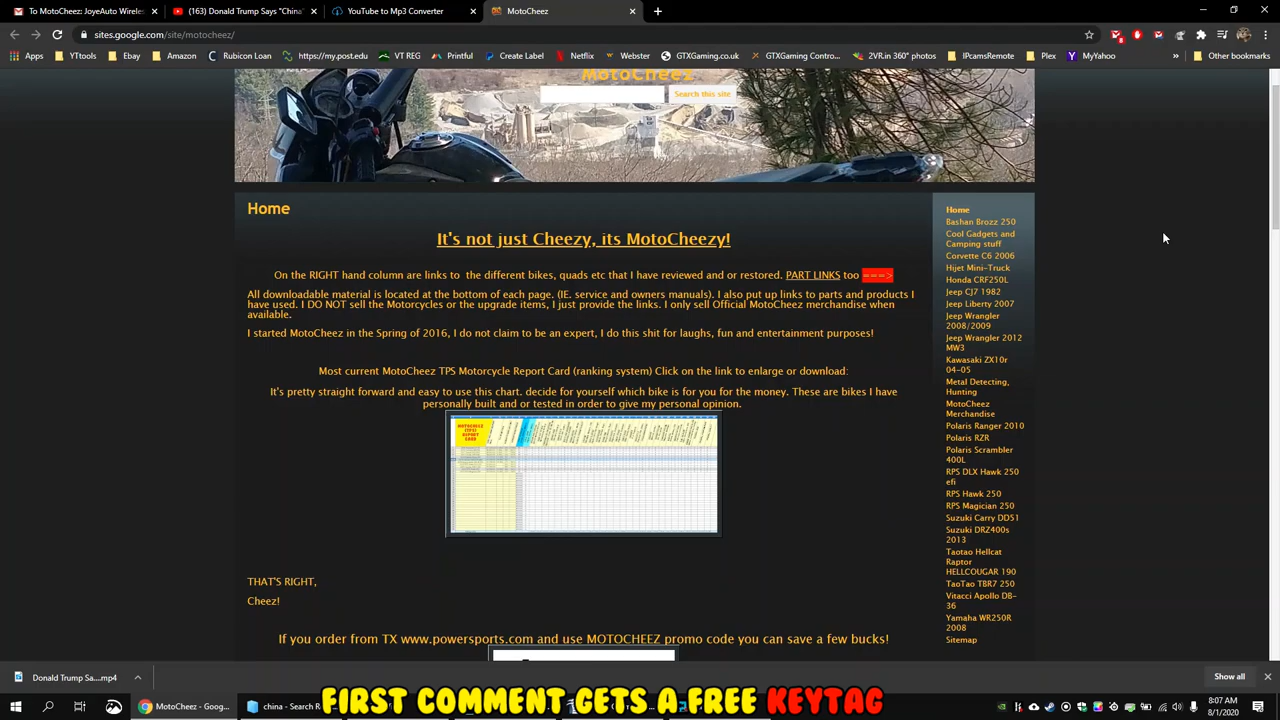 To MotoCheez: "JoyaAnthony
(163) Donald Trump Says "China"
YouTube Converter
MotoCheez
sites.google.com/site/motocheez/
Apps
YTtools
Ebay
Amazon
Rubicon Loan
https://my.post.edu
VT REG
Printful
Create Label
Netflix
Webster
GTXGaming.co.uk
GTXGaming Contro...
2VR.in.360° photos
IPcamsRemote
Plex
MyYahoo
»
Other bookmarks
MotoCheez
Search this site
Home
It's not just Cheezy, its MotoCheezy!
On the RIGHT hand column are links to the different bikes, quads etc that I have reviewed and or restored. PART LINKS too ===>
All downloadable material is located at the bottom of each page. (IE. service and owners manuals). I also put up links to parts and products I
have used. I DO NOT sell the Motorcycles or the upgrade items, I just provide the links. I only sell Official MotoCheez merchandise when
available.
I started MotoCheez in the Spring of 2016, I do not claim to be an expert, I do this shit for laughs, fun and entertainment purposes!
Most current MotoCheez TPS Motorcycle Report Card (ranking system) Click on the link to enlarge or download:
It's pretty straight forward and easy to use this chart. decide for yourself which bike is for you for the money. These are bikes I have
personally built and or tested in order to give my personal opinion.
MOTOCHEEZ
REPORT
CARD
THAT'S RIGHT,
Cheez!
If you order from TX www.powersports.com and use MOTOCHEEZ promo code you can save a few bucks!
Home
Bashan Brozz 250
Cool Gadgets and
Camping stuff
Corvette C6 2006
Hijet Mini-Truck
Honda CRF250L
Jeep CJ7 1982
Jeep Liberty 2007
Jeep Wrangler
2008/2009
Jeep Wrangler 2012
MW3
Kawasaki ZX10r
04-05
Metal Detecting,
Hunting
MotoCheez
Merchandise
Polaris Ranger 2010
Polaris RZR
Polaris Scrambler
400L
RPS DLX Hawk 250
efi
RPS Hawk 250
RPS Magician 250
Suzuki Carry DD51
Suzuki DRZ400s
2013
Taotao Hellcat
Raptor
HELLCOUGAR 190
TaoTao TBR7 250
Vitacci Apollo DB-
36
Yamaha WR250R
2008
Sitemap
Donald Trump Sa....mp4
Show all
MotoCheez - Goog...
china - Search R
FIRST COMMENT GETS A FREE KEYTAG
8:07 AM
8/1/2020